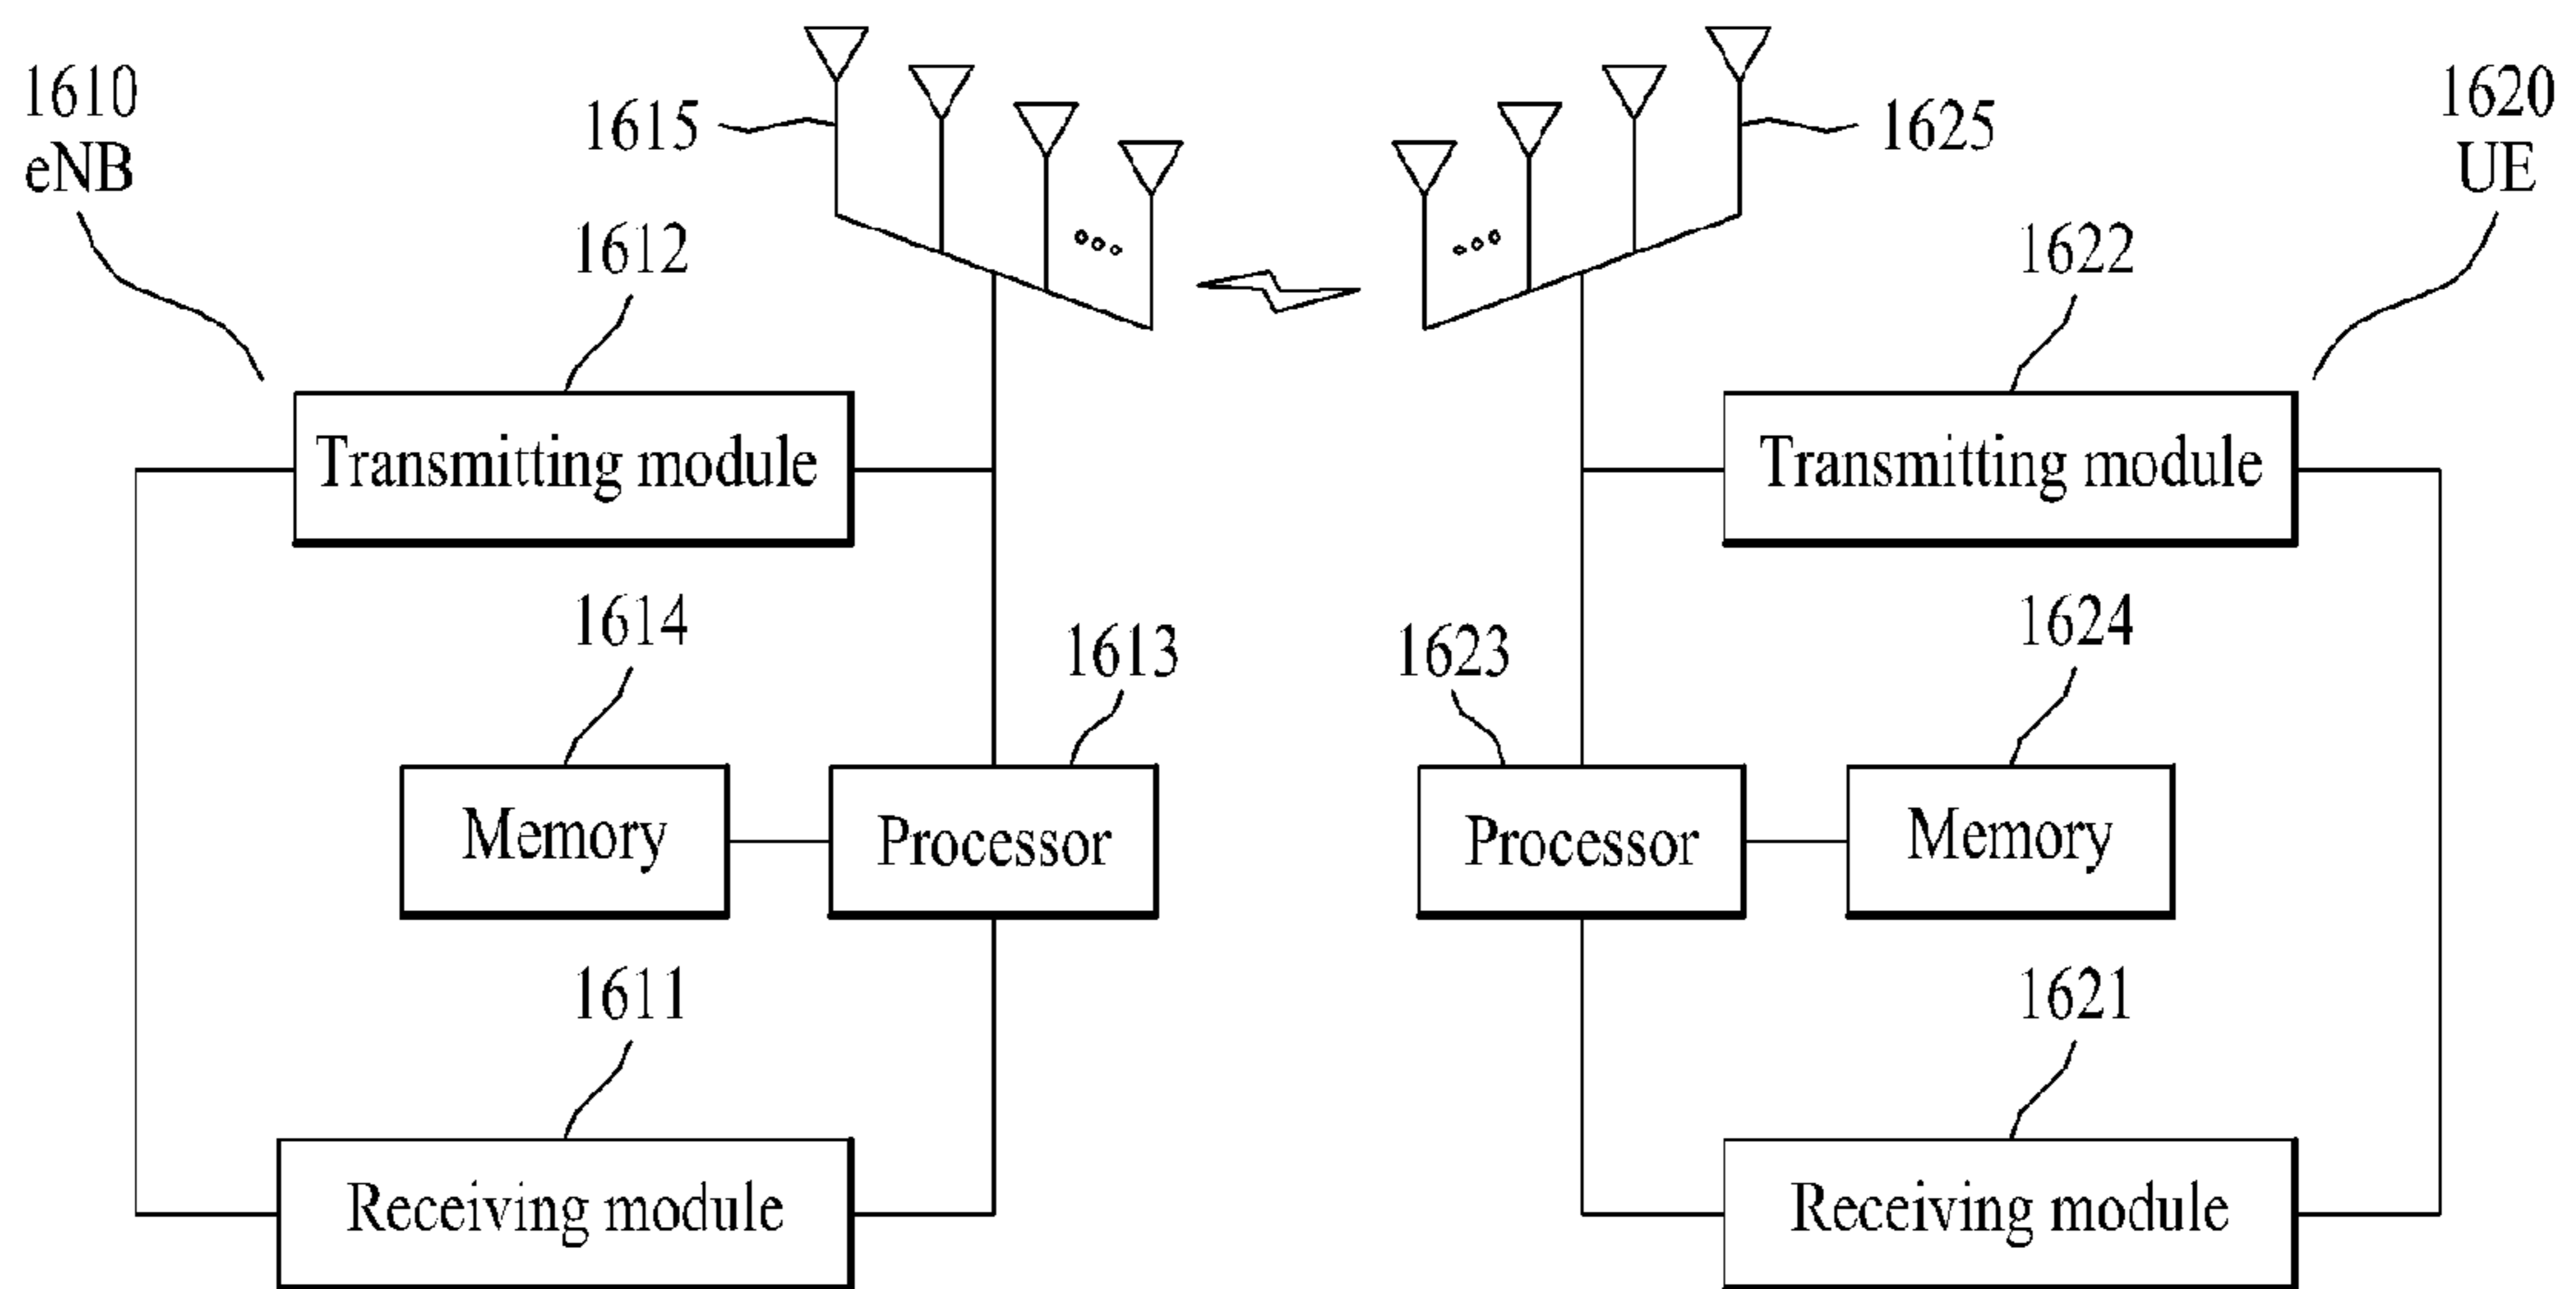 1610
eNB
1615
1625
1620
UE
1612
1622
Transmitting module
Transmitting module
1614
1613
1623
1624
Memory
Processor
Processor
Memory
1611
1621
Receiving module
Receiving module